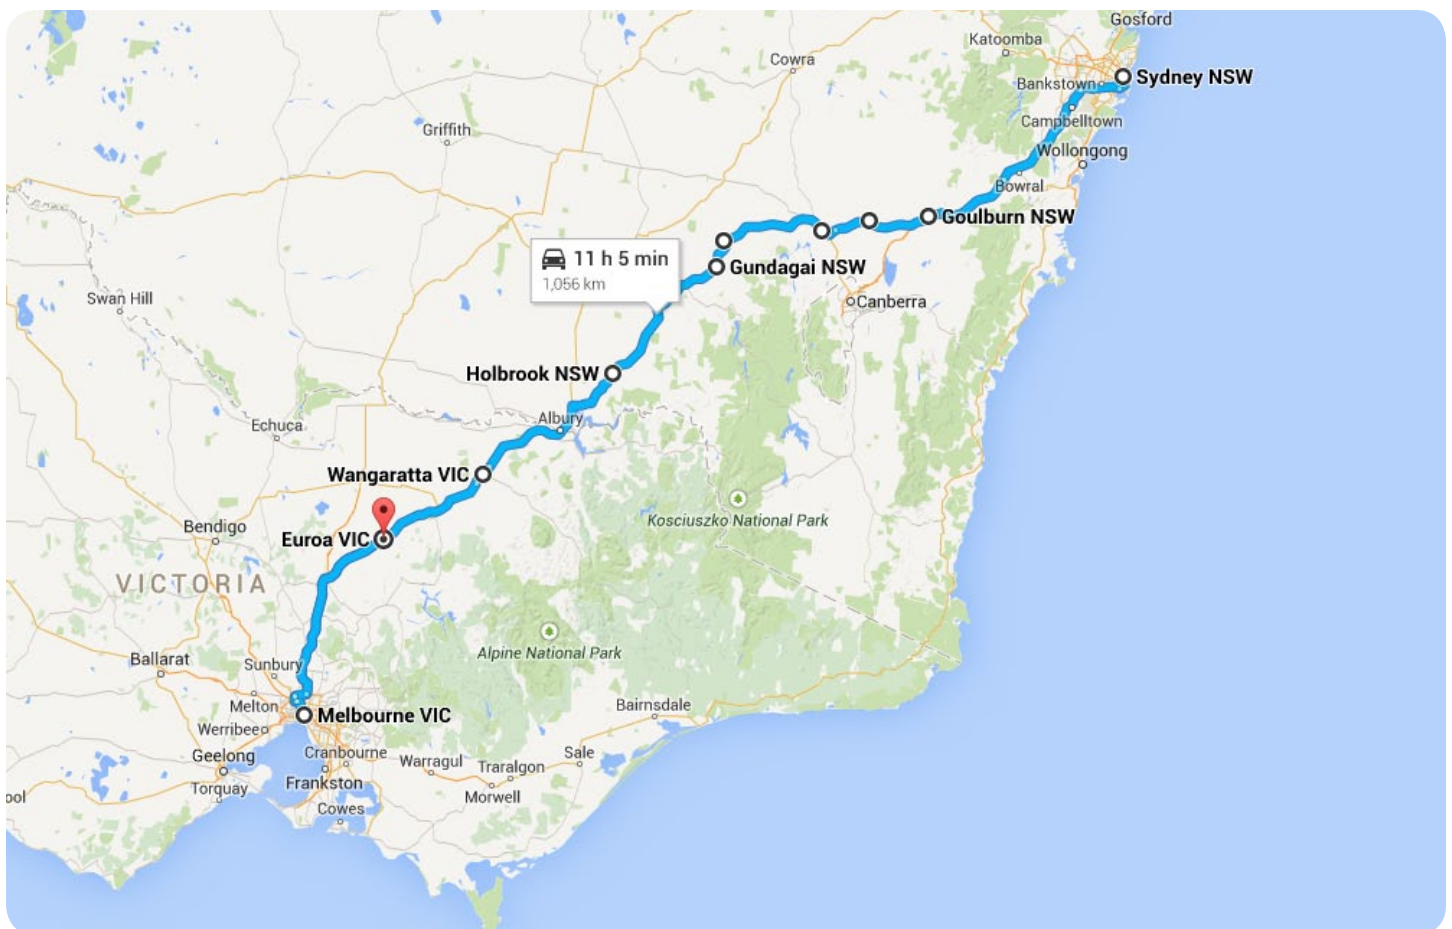 Gosford
Katoomba
Cowra
Sydney NSW
Bankstown
Campbelltown
Griffith
Wollongong
Bowral
Goulburn NSW
11 h 5 min
1,056 km
Gundagai NSW
Swan Hill
Canberra
Holbrook NSW
Albury
Echuca
Wangaratta VIC
Bendigo
Kosciuszko National Park
Euroa VIC
VICTORIA
Alpine National Park
Ballarat
Sunbury
Melton
Bairnsdale
Melbourne VIC
Werribee
Geelong
Cranbourne
Warragul
Sale
Traralgon
Frankston
Torquay
Morwell
ool
Cowes